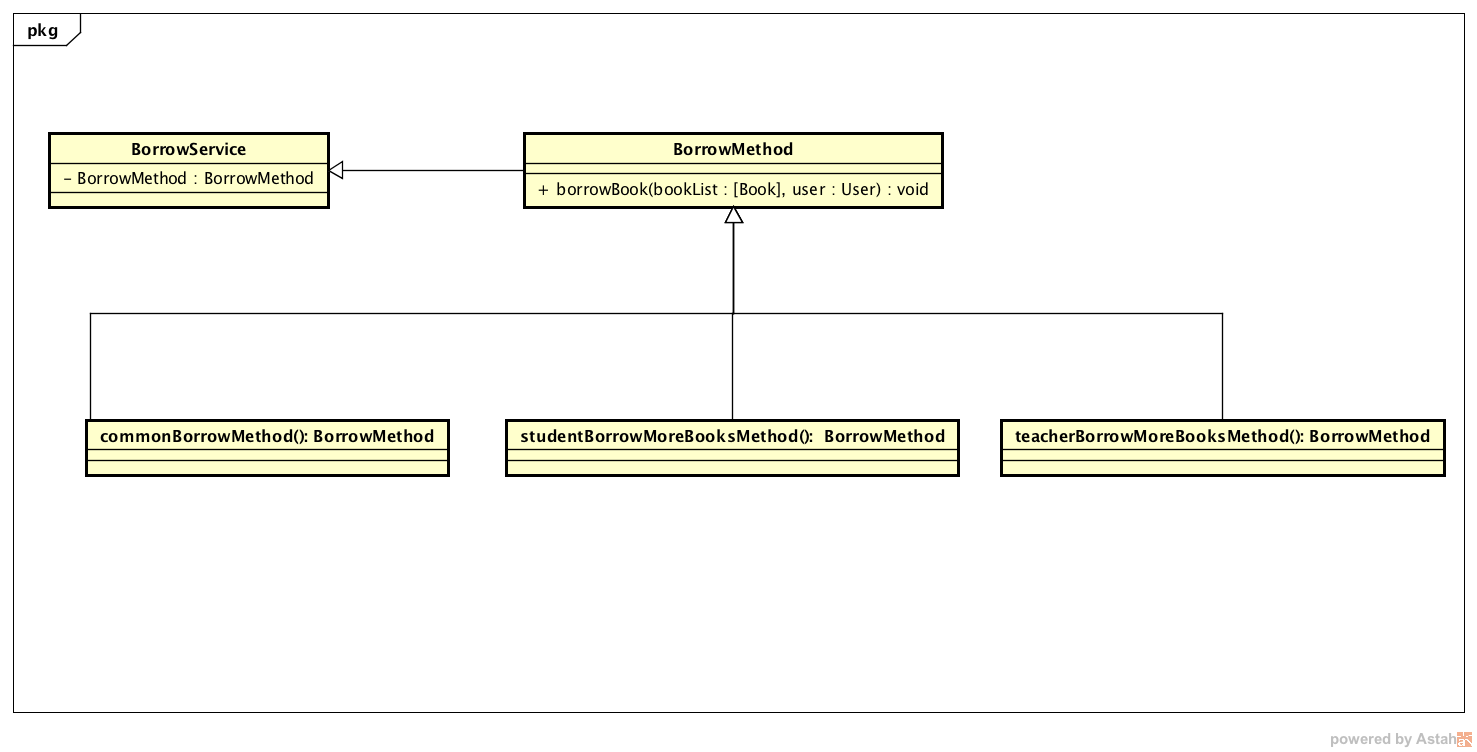 pkg
BorrowService
- BorrowMethod : BorrowMethod
BorrowMethod
+ borrowBook(bookList : [Book], user : User) : void
commonBorrowMethod(): BorrowMethod
studentBorrowMoreBooksMethod():  BorrowMethod
teacherBorrowMoreBooksMethod(): BorrowMethod
powered by Astah